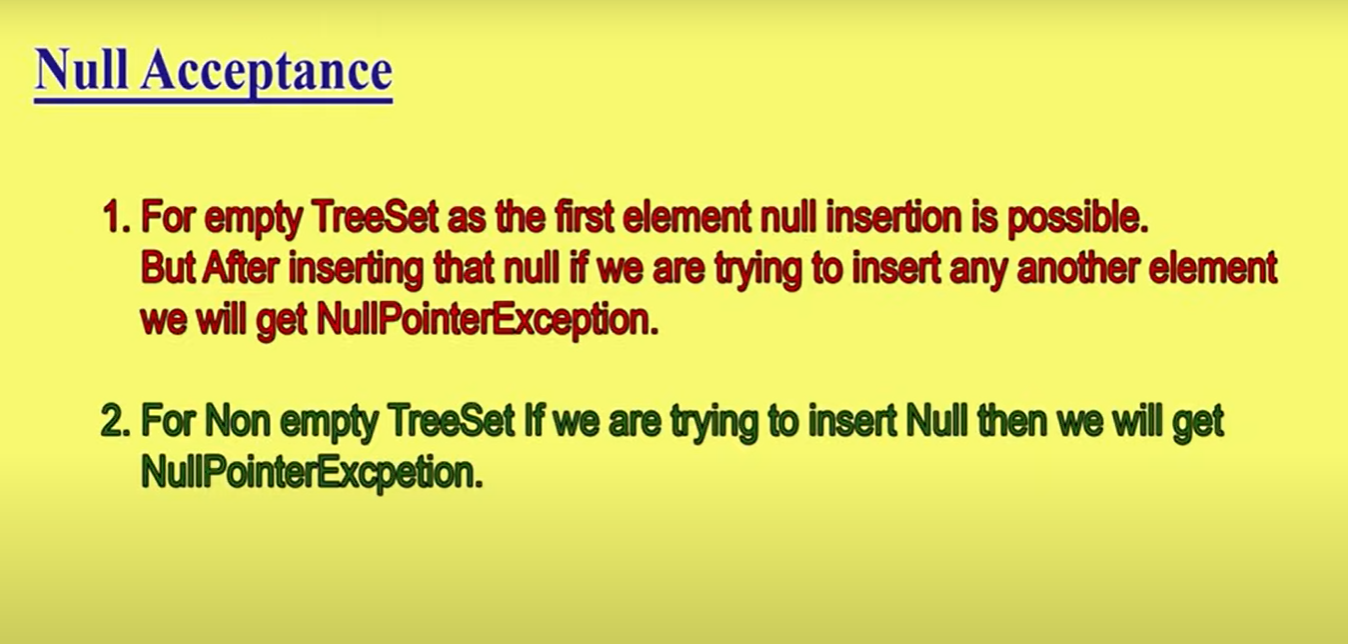 Null Acceptance
1. For empty TreeSet as the first element null insertion is possible.
But After inserting that null if we are trying to insert any another element
we will get NullPointerException.
2. For Non empty TreeSet If we are trying to insert Null then we will get
NullPointerExcpetion.